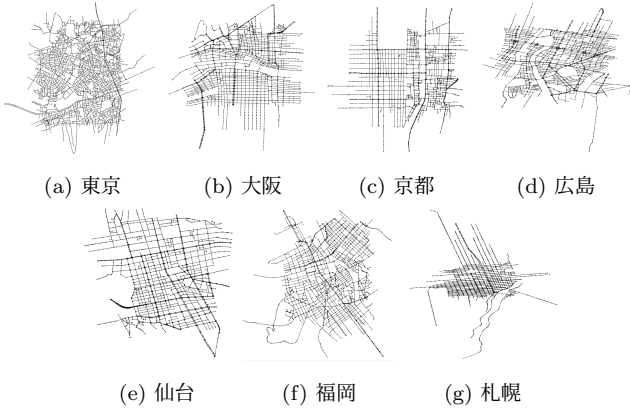 (a) 東京
(b) 大阪
(c) 京都
(d) 広島
(e) 仙台
(f) 福岡
(g) 札幌